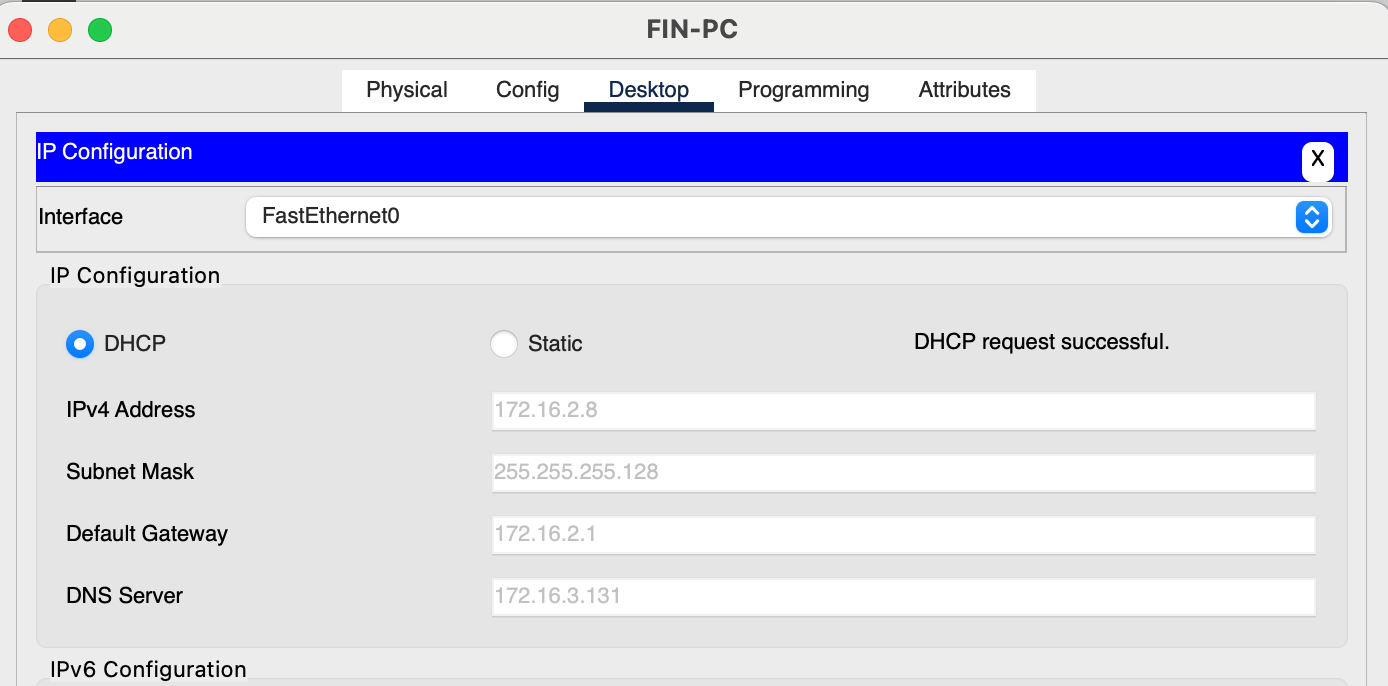 FIN-PC
Physical Config Desktop Programming Attributes
IP Configuration
X
Interface FastEthernet0
IP Configuration
DHCP Static DHCP request successful.
IPv4 Address 172.16.2.8
Subnet Mask 255.255.255.128
Default Gateway 172.16.2.1
DNS Server 172.16.3.131
IPv6 Configuration